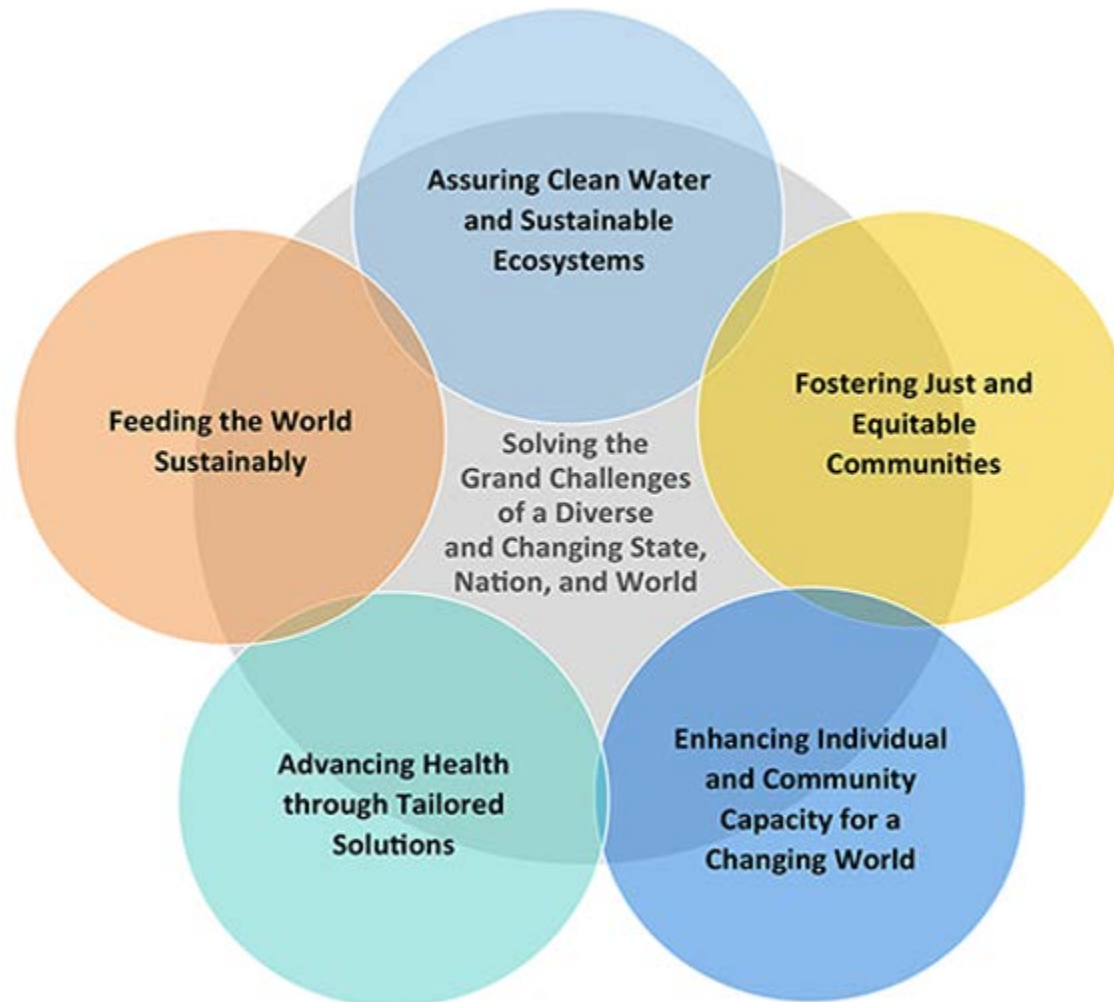 Assuring Clean Water
and Sustainable
Ecosystems
Fostering Just and
Equitable
Communities
Feeding the World
Sustainably
Solving the
Grand Challenges
of a Diverse
and Changing State,
Nation, and World
Enhancing Individual
and Community
Capacity for a
Changing World
Advancing Health
through Tailored
Solutions